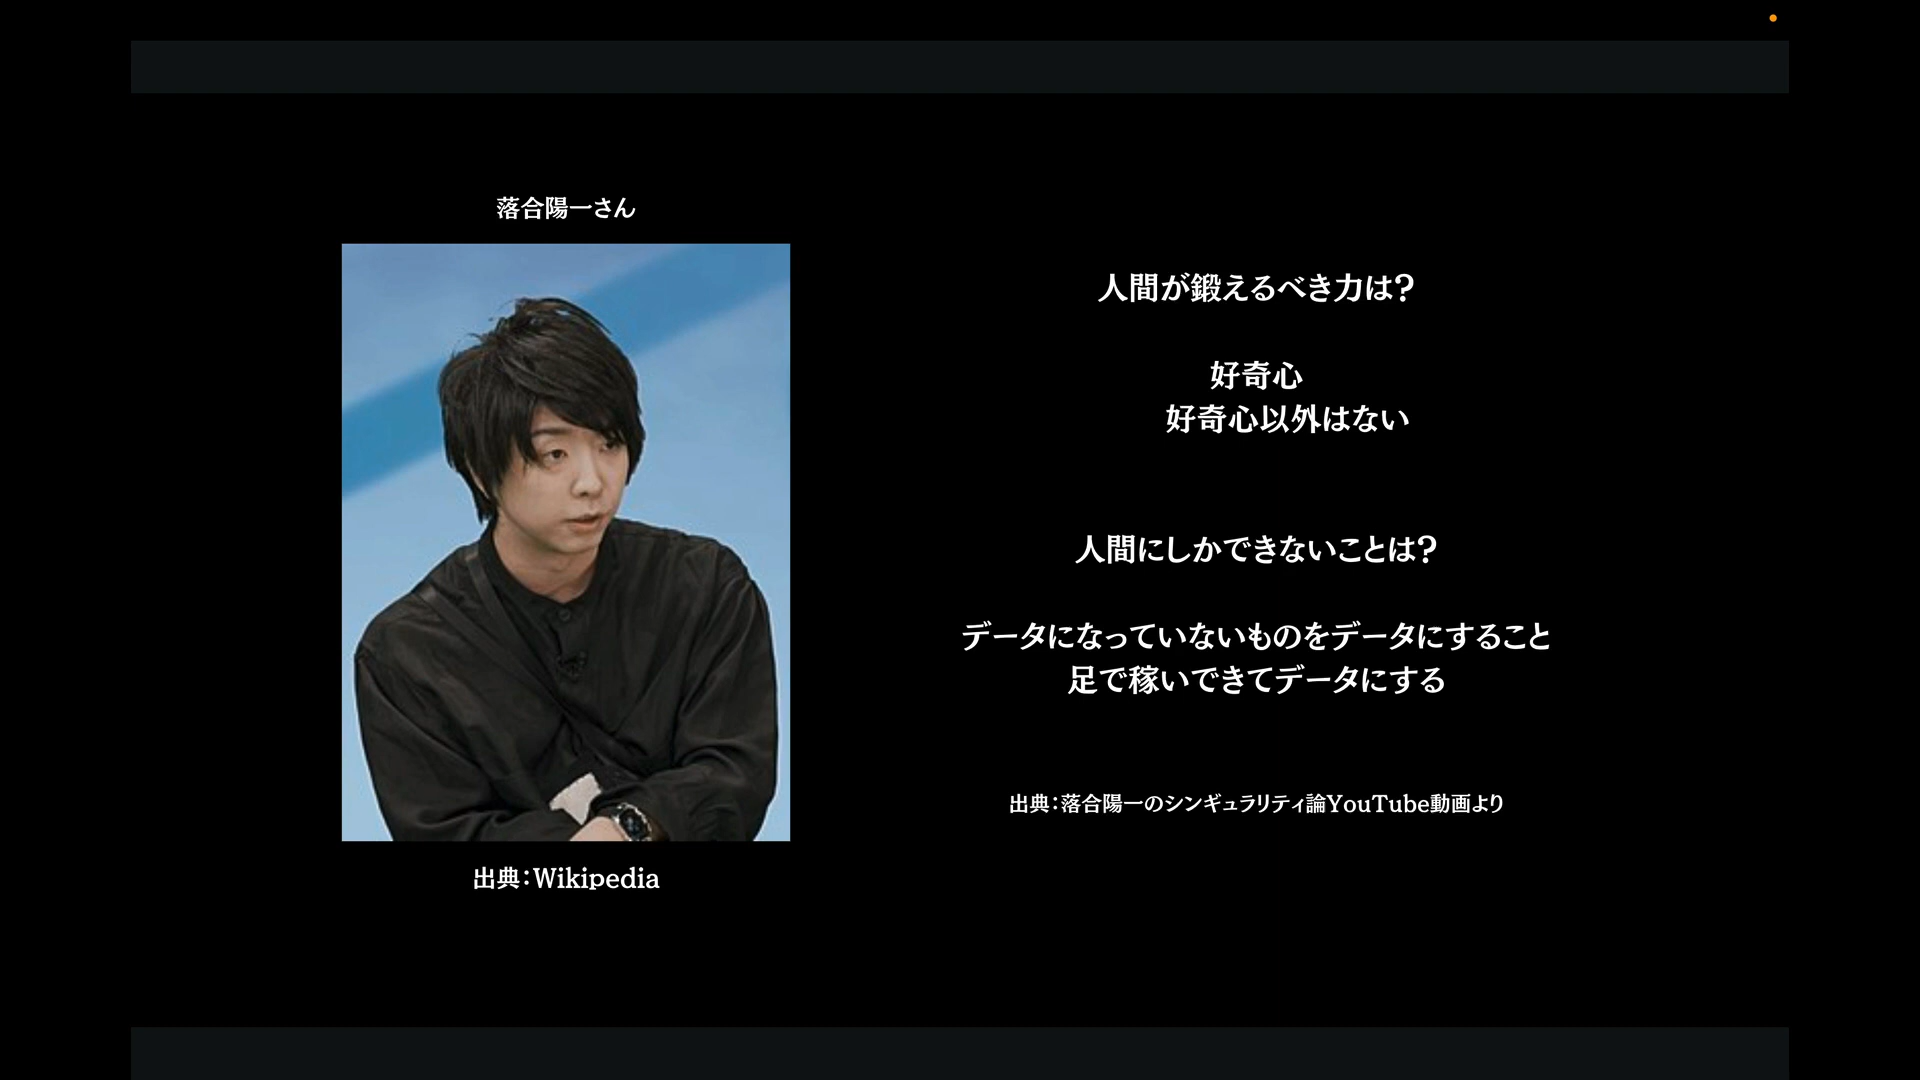 落合陽一さん
出典：Wikipedia
人間が鍛えるべき力は？
好奇心
好奇心以外はない
人間にしかできないことは？
データになっていないものをデータにすること
足で稼いできてデータにする
出典：落合陽一のシンギュラリティ論YouTube動画より